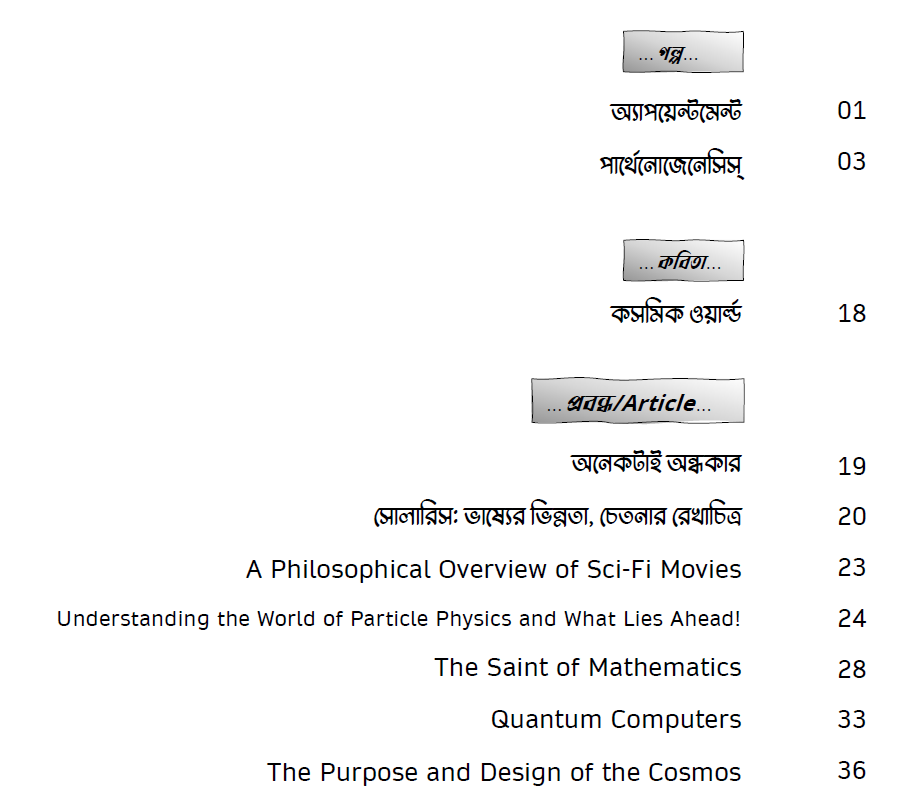 ...গল্প...
অ্যাপয়েন্টমেন্ট 01
পার্থেনোজেনেসিস্ 03
...কবিতা...
কসমিক ওয়ার্ল্ড 18
...প্রবন্ধ/Article...
অনেকটাই অন্ধকার 19
সোলারিস: ভাষ্যের ভিন্নতা, চেতনার রেখাচিত্র 20
A Philosophical Overview of Sci-Fi Movies 23
Understanding the World of Particle Physics and What Lies Ahead! 24
The Saint of Mathematics 28
Quantum Computers 33
The Purpose and Design of the Cosmos 36